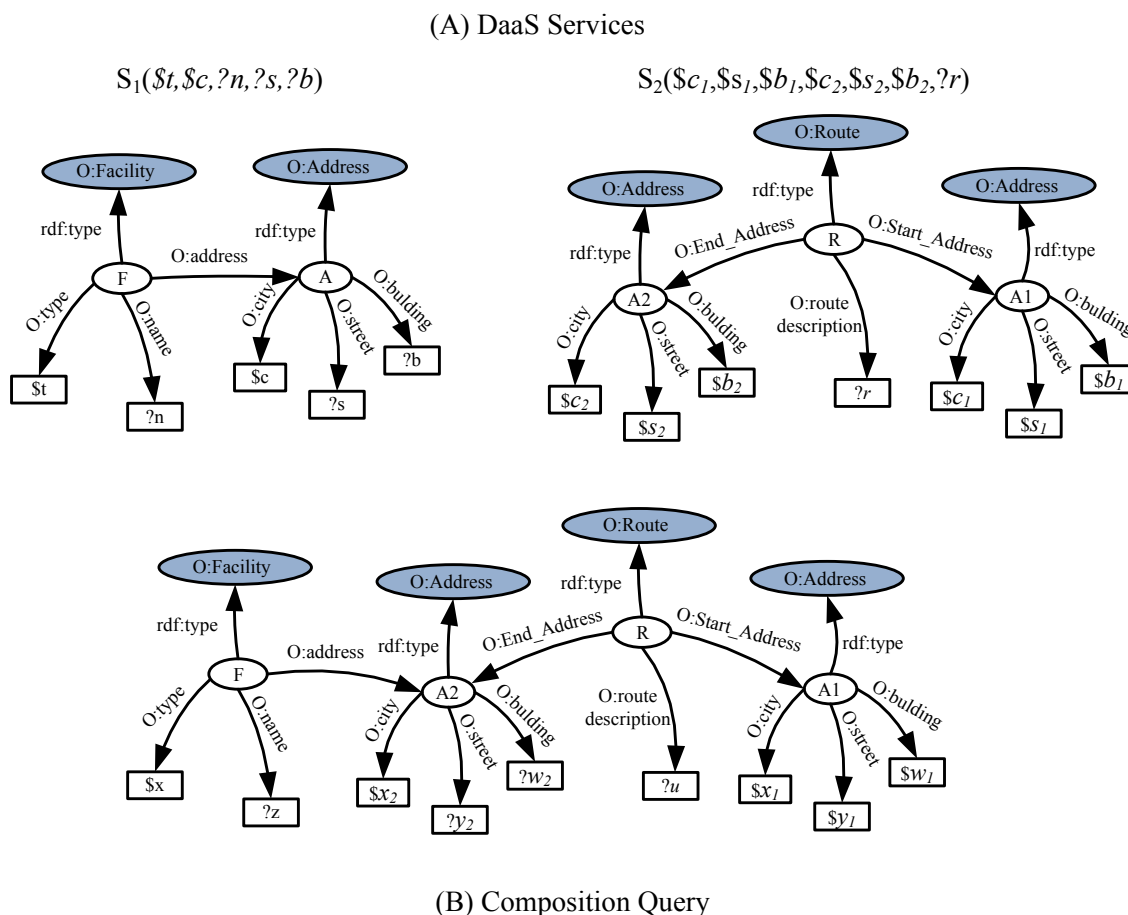 (A) DaaS Services
S1($t,$c,?n,?s,?b)
S2($c1,$s1,$b1,$c2,$s2,$b2,?r)
O:Route
O:Facility
O:Address
O:Address
O:Address
rdf:type
rdf:type
rdf:type
rdf:type
rdf:type
O:address
O:End_Address
R
O:Start_Address
F
A
A2
A1
O:type
O:name
O:city
O:street
O:bulding
O:city
O:street
O:bulding
O:route
description
O:city
O:street
O:bulding
$t
?n
$c
?s
?b
$c2
$s2
$b2
?r
$c1
$s1
$b1
O:Route
O:Facility
O:Address
O:Address
rdf:type
rdf:type
rdf:type
rdf:type
O:address
O:End_Address
R
O:Start_Address
F
A2
A1
O:type
O:name
O:city
O:street
O:bulding
O:route
description
O:city
O:street
O:bulding
$x
?z
$x2
?y2
?w2
?u
$x1
$y1
$w1
(B) Composition Query